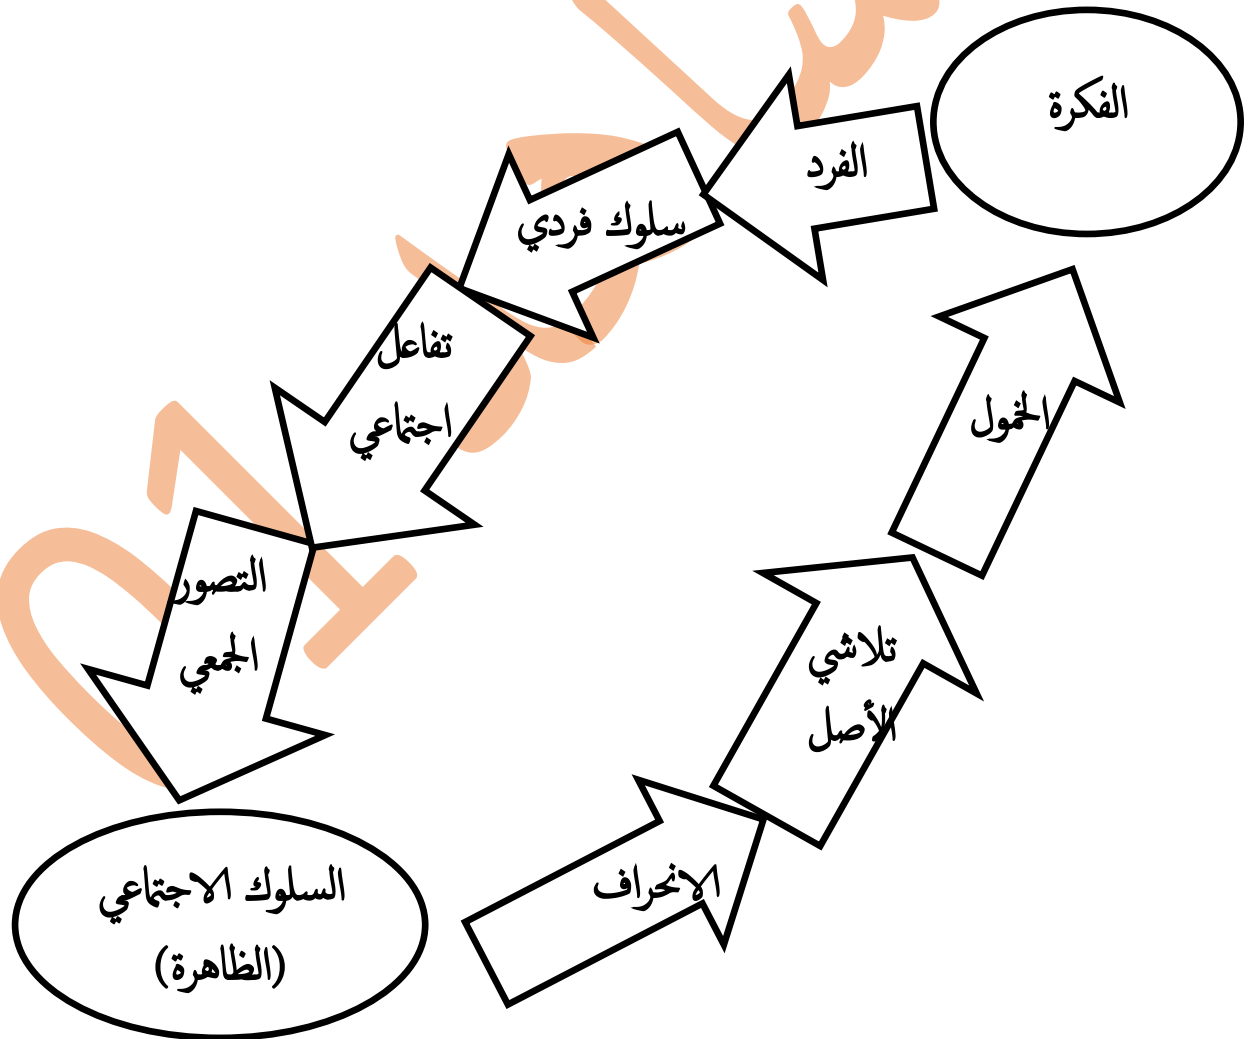 الفكرة
الفرد
سلوك فردي
تفاعل
اجتماعي
التصور
الجمعي
السلوك الاجتماعي
(الظاهرة)
الانحراف
تلاشي
الأصل
الخمول